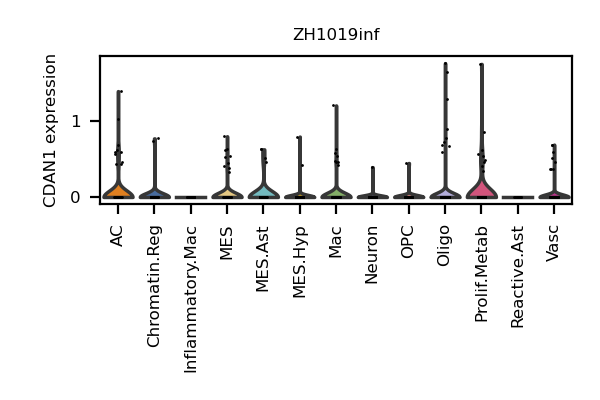 ZH1019inf
CDAN1 expression
1
0
AC
Chromatin.Reg
Inflammatory.Mac
MES
MES.Ast
MES.Hyp
Mac
Neuron
OPC
Oligo
Prolif.Metab
Reactive.Ast
Vasc